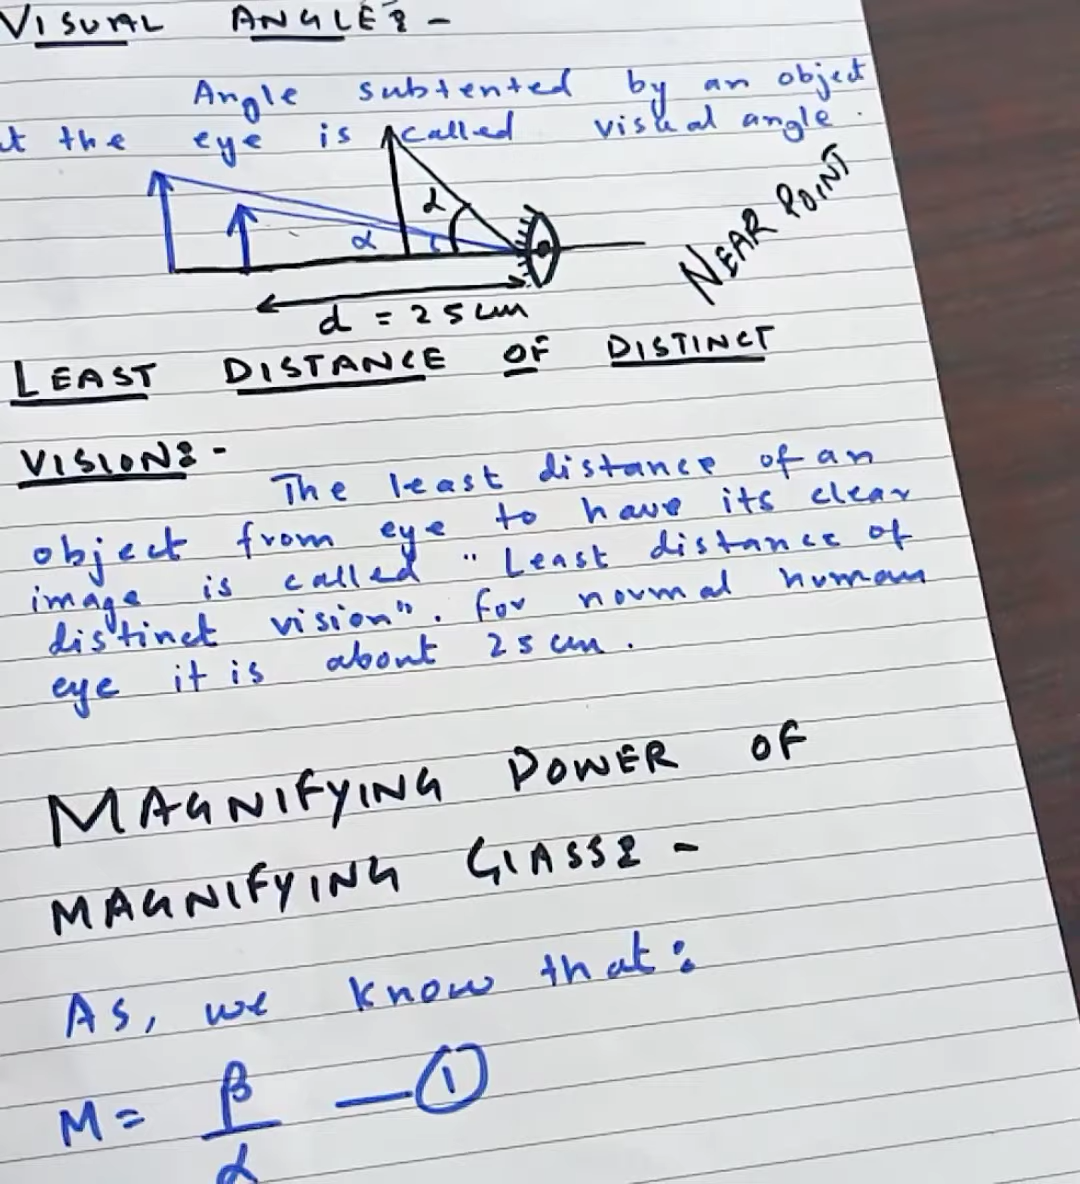 VISUAL ANGLE:-
Angle subtented by an object
at the eye is called visual angle.
α
α
NEAR POINT
d = 25 cm
LEAST DISTANCE OF DISTINCT
VISION:-
The least distance of an
object from eye to have its clear
image is called "Least distance of
distinct vision". for normal human
eye it is about 25 cm.
MAGNIFYING POWER OF
MAGNIFYING GlASS:-
As, we know that:
M = β/α —①